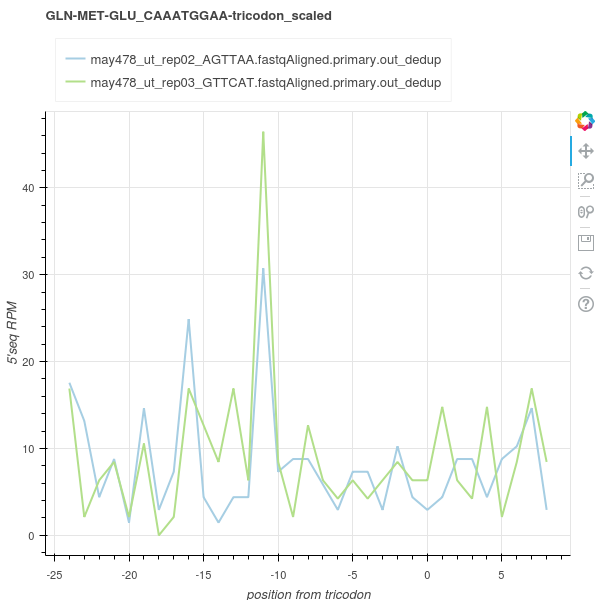 GLN-MET-GLU_CAAATGGAA-tricodon_scaled
may478_ut_rep02_AGTTAA.fastqAligned.primary.out_dedup
may478_ut_rep03_GTTCAT.fastqAligned.primary.out_dedup
40
30
20
10
0
5'seq RPM
-25 -20 -15 -10 -5 0 5
position from tricodon